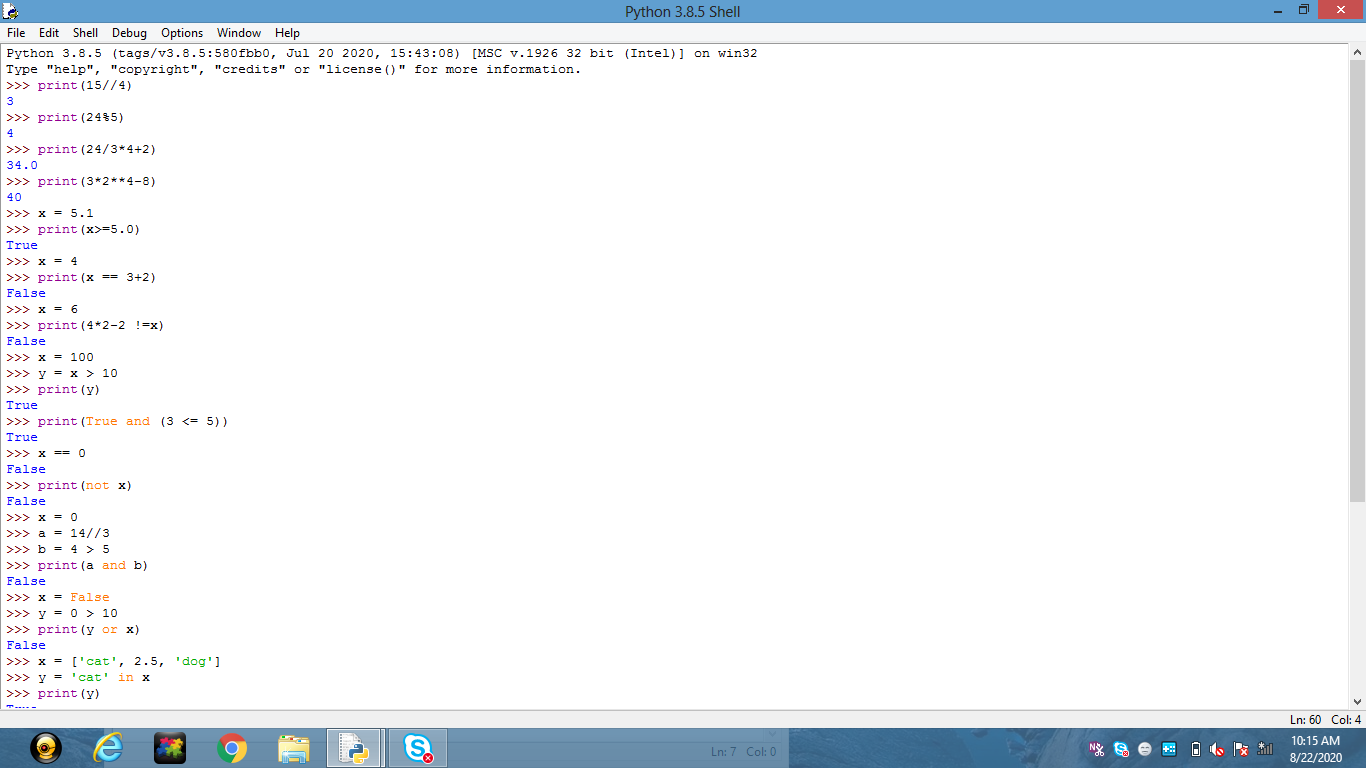 Python 3.8.5 Shell
File Edit Shell Debug Options Window Help
Python 3.8.5 (tags/v3.8.5:580fbb0, Jul 20 2020, 15:43:08) [MSC v.1926 32 bit (Intel)] on win32
Type "help", "copyright", "credits" or "license()" for more information.
>>> print(15//4)
3
>>> print(24%5)
4
>>> print(24/3*4+2)
34.0
>>> print(3*2**4-8)
40
>>> x = 5.1
>>> print(x>=5.0)
True
>>> x = 4
>>> print(x == 3+2)
False
>>> x = 6
>>> print(4*2-2 !=x)
False
>>> x = 100
>>> y = x > 10
>>> print(y)
True
>>> print(True and (3 <= 5))
True
>>> x == 0
False
>>> print(not x)
False
>>> x = 0
>>> a = 14//3
>>> b = 4 > 5
>>> print(a and b)
False
>>> x = False
>>> y = 0 > 10
>>> print(y or x)
False
>>> x = ['cat', 2.5, 'dog']
>>> y = 'cat' in x
>>> print(y)
True
Ln: 60 Col: 4
Ln: 7 Col: 0
10:15 AM
8/22/2020